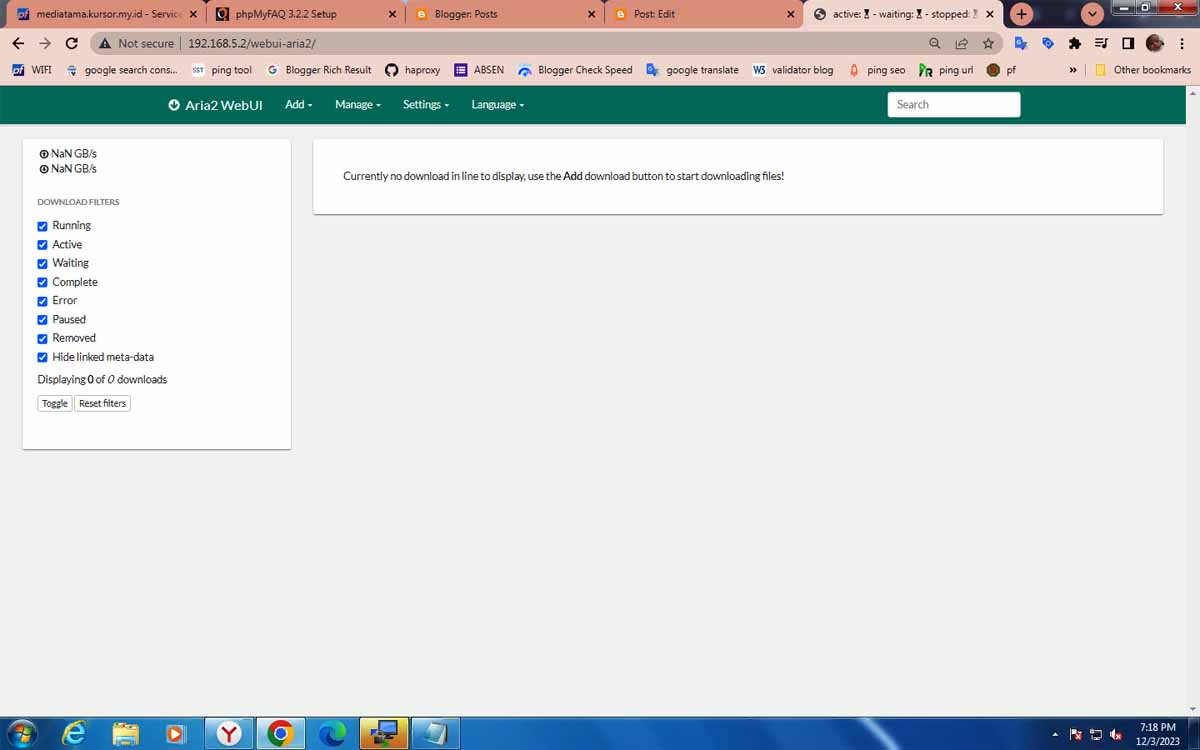 mediatama.kursor.my.id - Service
phpMyFAQ 3.2.2 Setup
Blogger: Posts
Post: Edit
active: ⌛ - waiting: ⌛ - stopped: ⌛
Not secure
192.168.5.2/webui-aria2/
WIFI
google search cons...
SST ping tool
Blogger Rich Result
haproxy
ABSEN
Blogger Check Speed
google translate
W3 validator blog
ping seo
ping url
pf
»
Other bookmarks
Aria2 WebUI
Add
Manage
Settings
Language
Search
NaN GB/s
NaN GB/s
DOWNLOAD FILTERS
Running
Active
Waiting
Complete
Error
Paused
Removed
Hide linked meta-data
Displaying 0 of 0 downloads
Toggle
Reset filters
Currently no download in line to display, use the Add download button to start downloading files!
7:18 PM
12/3/2023